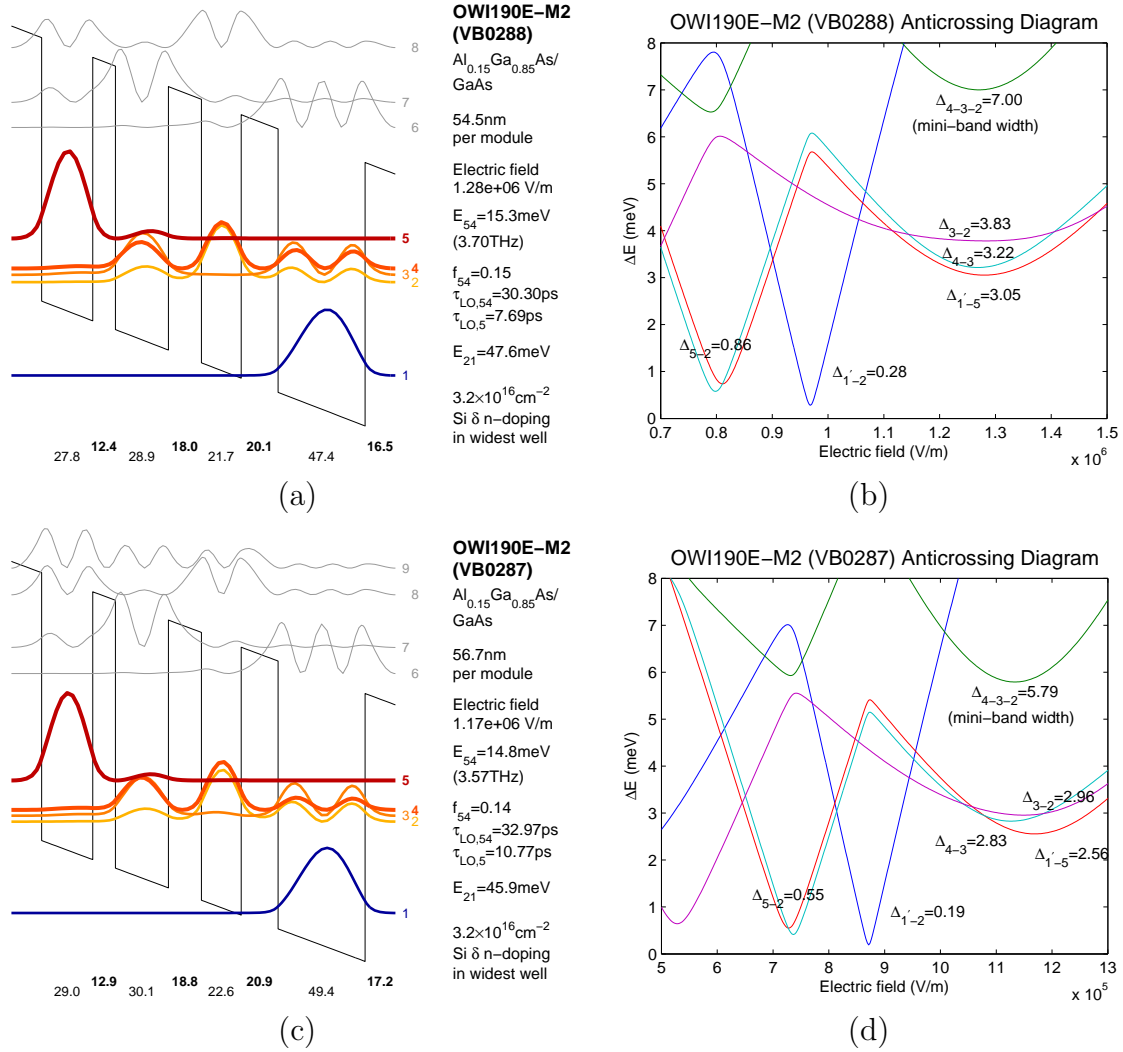 OWI190E−M2
(VB0288)
Al0.15Ga0.85As/
GaAs
54.5nm
per module
Electric field
1.28e+06 V/m
E54=15.3meV
(3.70THz)
f54=0.15
τLO,54=30.30ps
τLO,5=7.69ps
E21=47.6meV
3.2×10^16cm^−2
Si δ n−doping
in widest well
8
7
6
5
3 4 2
1
27.8 12.4 28.9 18.0 21.7 20.1 47.4 16.5
(a)
OWI190E−M2 (VB0288) Anticrossing Diagram
ΔE (meV)
8
7
6
5
4
3
2
1
0
Δ4−3−2=7.00
(mini−band width)
Δ3−2=3.83
Δ4−3=3.22
Δ1′−5=3.05
Δ5−2=0.86
Δ1′−2=0.28
0.7 0.8 0.9 1 1.1 1.2 1.3 1.4 1.5
Electric field (V/m)
x 10^6
(b)
OWI190E−M2
(VB0287)
Al0.15Ga0.85As/
GaAs
56.7nm
per module
Electric field
1.17e+06 V/m
E54=14.8meV
(3.57THz)
f54=0.14
τLO,54=32.97ps
τLO,5=10.77ps
E21=45.9meV
3.2×10^16cm^−2
Si δ n−doping
in widest well
9
8
7
6
5
3 4 2
1
29.0 12.9 30.1 18.8 22.6 20.9 49.4 17.2
(c)
OWI190E−M2 (VB0287) Anticrossing Diagram
ΔE (meV)
8
7
6
5
4
3
2
1
0
Δ4−3−2=5.79
(mini−band width)
Δ3−2=2.96
Δ4−3=2.83
Δ1′−5=2.56
Δ5−2=0.55
Δ1′−2=0.19
5 6 7 8 9 10 11 12 13
Electric field (V/m)
x 10^5
(d)